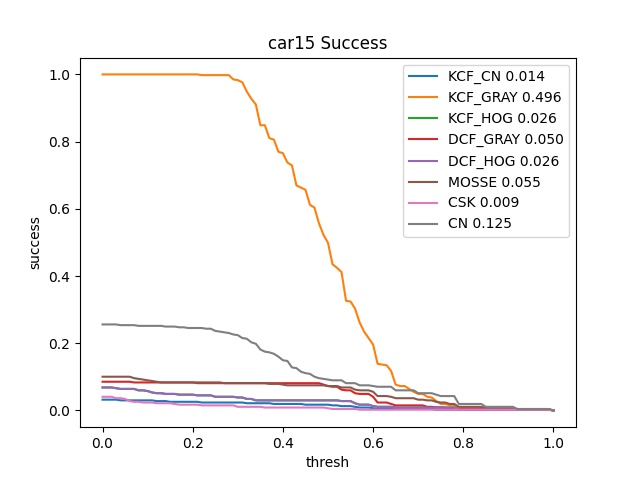 car15 Success
KCF_CN 0.014
KCF_GRAY 0.496
KCF_HOG 0.026
DCF_GRAY 0.050
DCF_HOG 0.026
MOSSE 0.055
CSK 0.009
CN 0.125
success
1.0
0.8
0.6
0.4
0.2
0.0
0.0 0.2 0.4 0.6 0.8 1.0
thresh